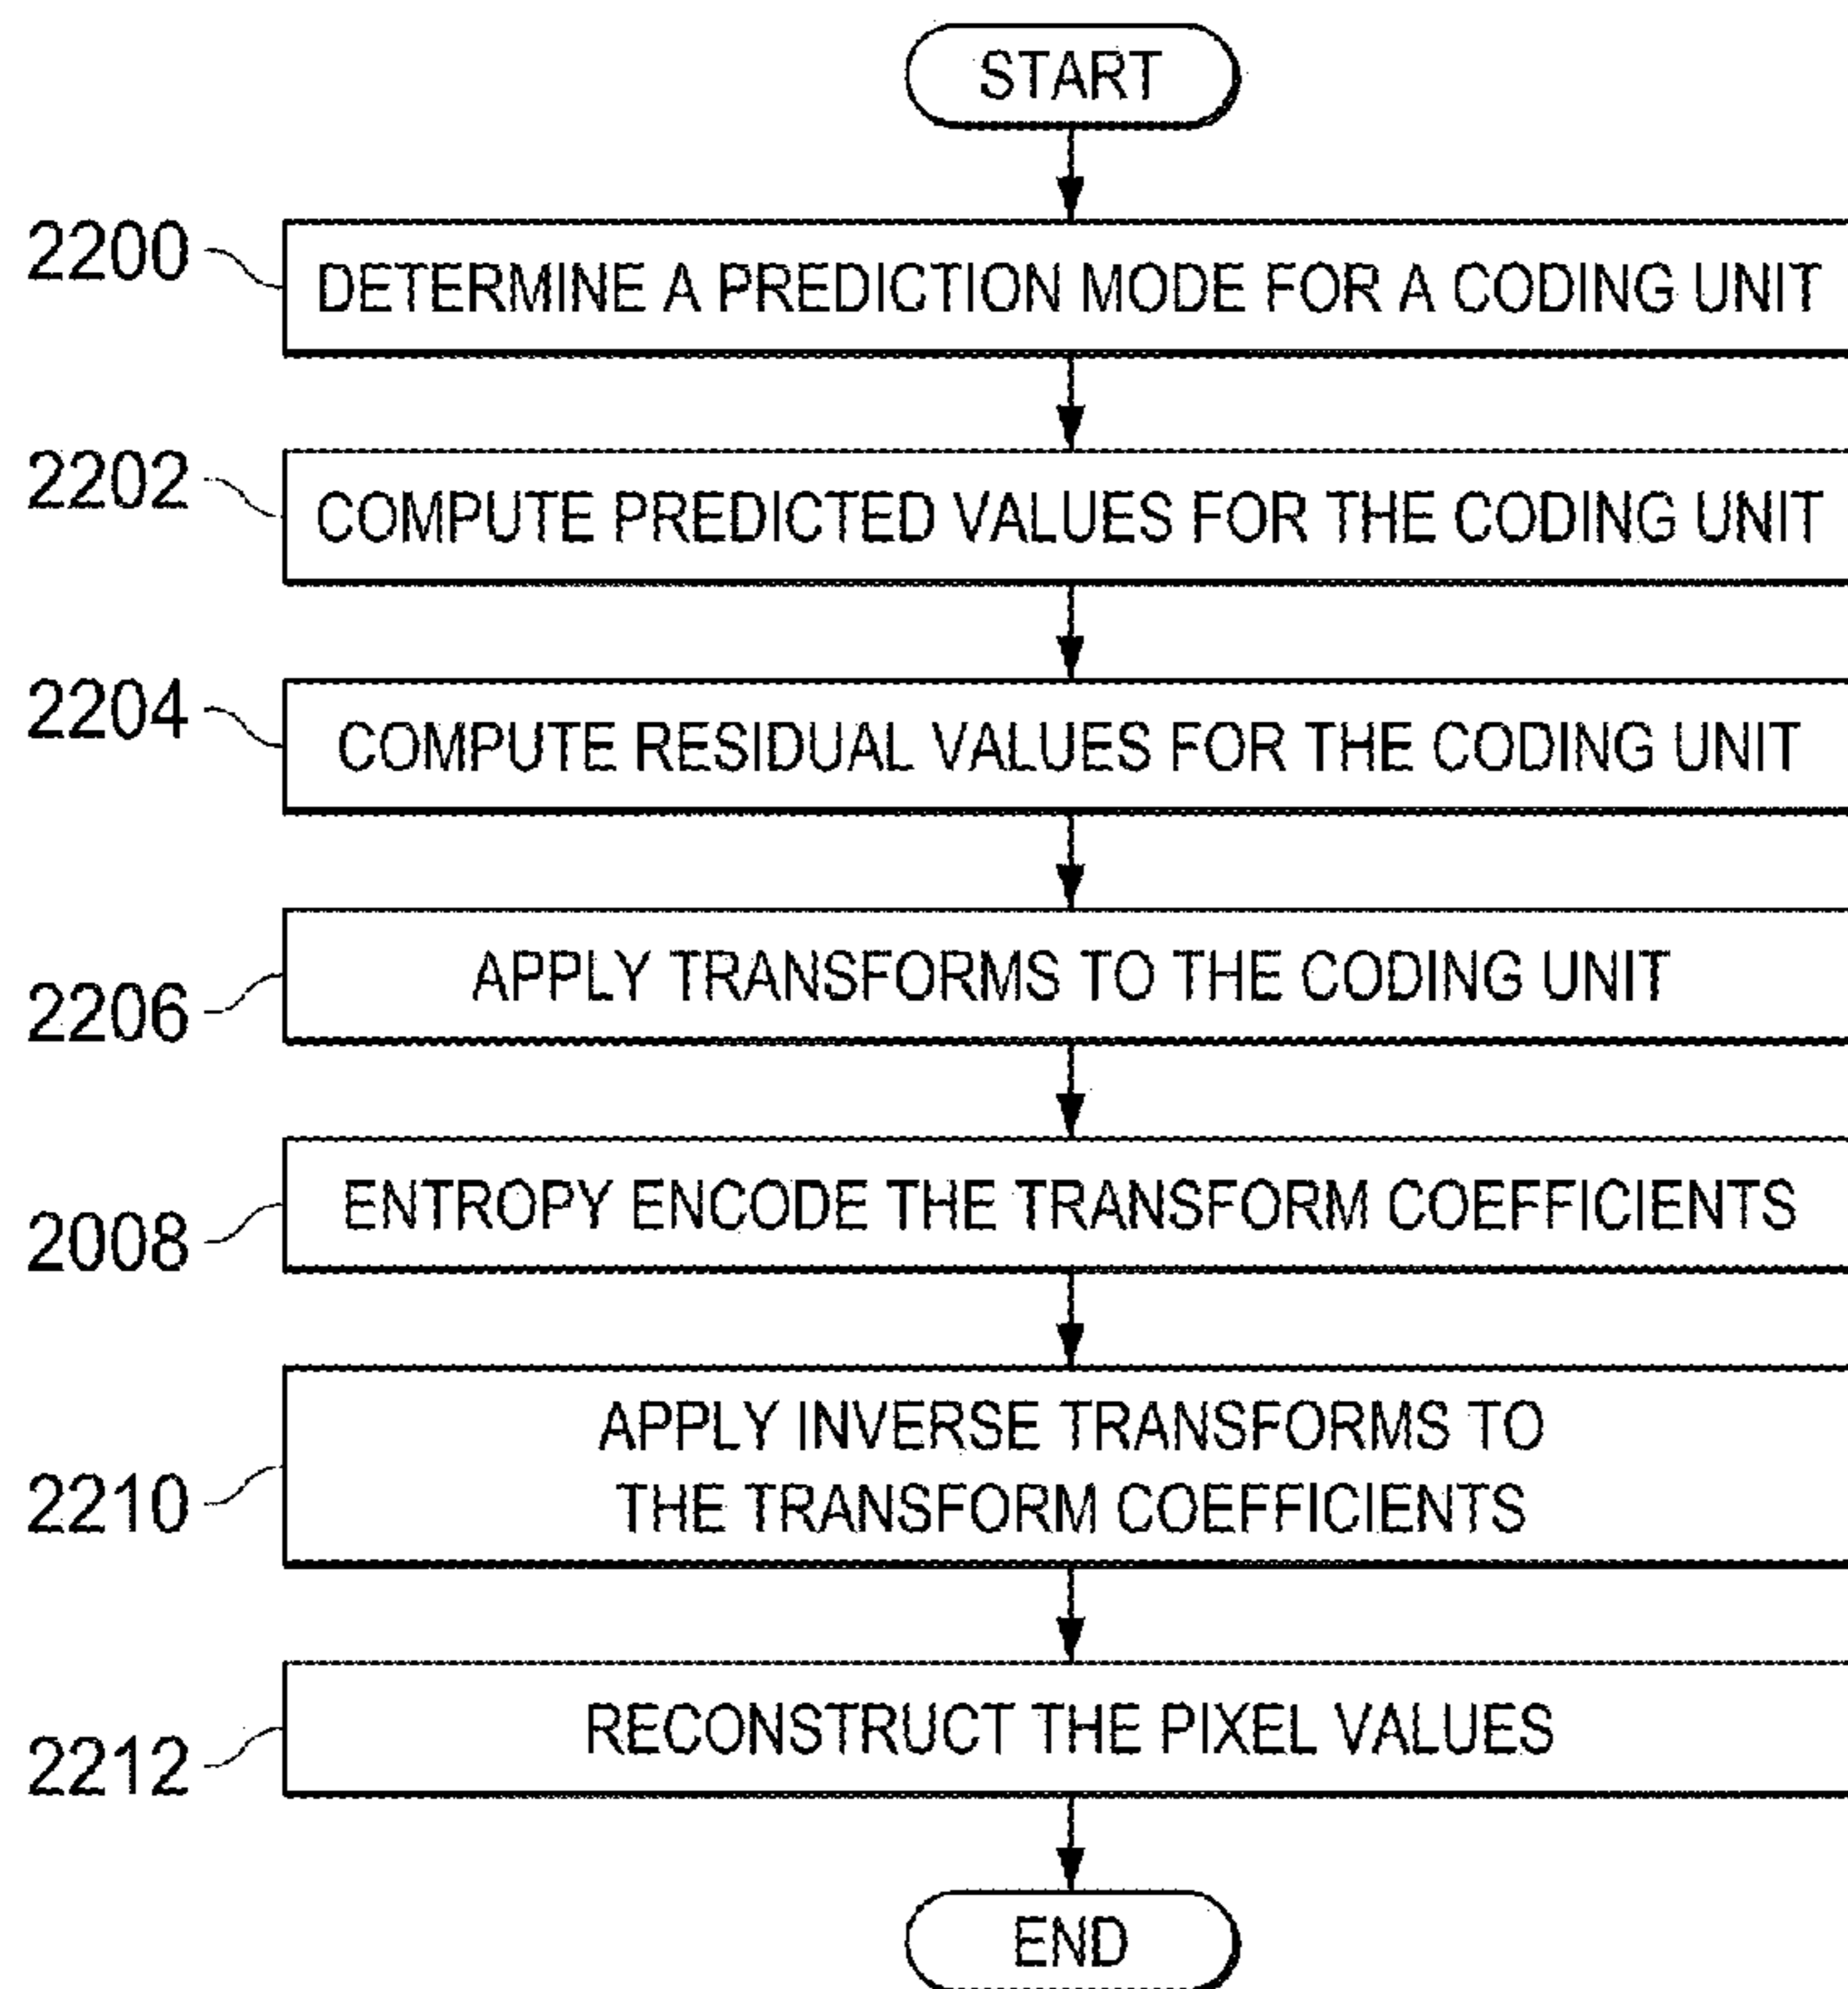 START
2200
DETERMINE A PREDICTION MODE FOR A CODING UNIT
2202
COMPUTE PREDICTED VALUES FOR THE CODING UNIT
2204
COMPUTE RESIDUAL VALUES FOR THE CODING UNIT
2206
APPLY TRANSFORMS TO THE CODING UNIT
2008
ENTROPY ENCODE THE TRANSFORM COEFFICIENTS
2210
APPLY INVERSE TRANSFORMS TO
THE TRANSFORM COEFFICIENTS
2212
RECONSTRUCT THE PIXEL VALUES
END